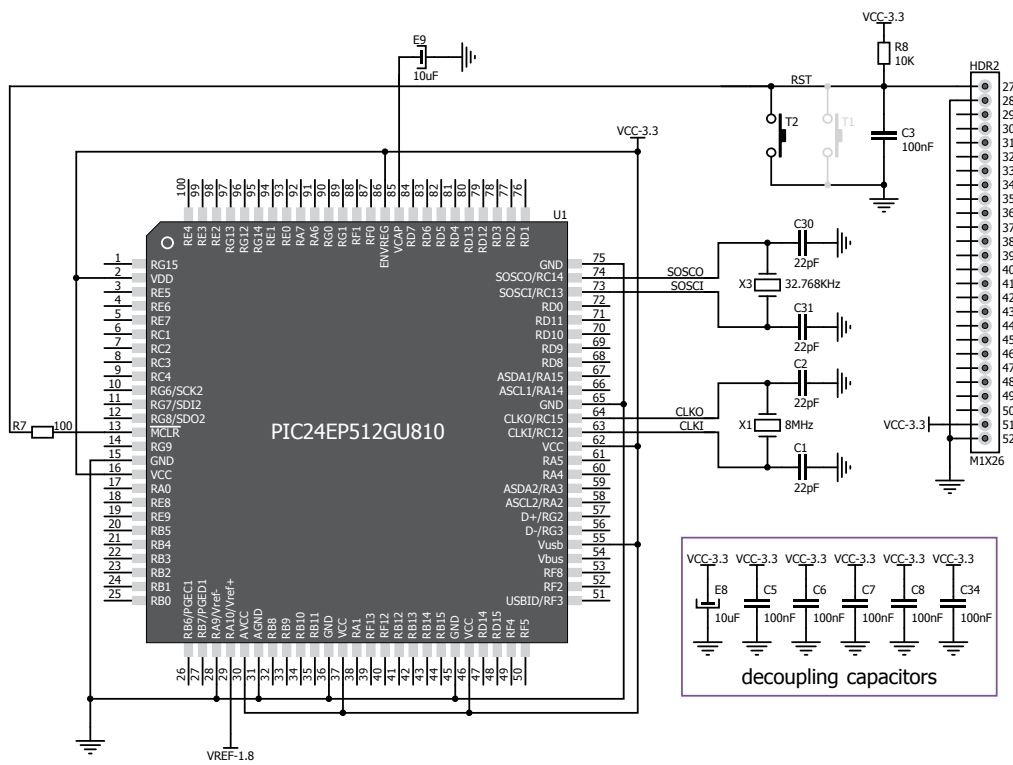 VCC-3.3
E9
10uF
R8
10K
HDR2
RST
27
28
29
30
31
32
33
34
35
36
37
38
39
40
41
42
43
44
45
46
47
48
49
50
51
52
M1X26
VCC-3.3
T2
T1
C3
100nF
VCC-3.3
100
99
98
97
96
95
94
93
92
91
90
89
88
87
86
85
84
83
82
81
80
79
78
77
76
U1
RE4
RE3
RE2
RG13
RG12
RG14
RE1
RE0
RA7
RA6
RG0
RG1
RF1
RF0
ENVREG
VCAP
RD7
RD6
RD5
RD4
RD13
RD12
RD3
RD2
RD1
1 RG15
2 VDD
3 RE5
4 RE6
5 RE7
6 RC1
7 RC2
8 RC3
9 RC4
10 RG6/SCK2
11 RG7/SDI2
12 RG8/SDO2
R7 100 13 MCLR
14 RG9
15 GND
16 VCC
17 RA0
18 RE8
19 RE9
20 RB5
21 RB4
22 RB3
23 RB2
24 RB1
25 RB0
PIC24EP512GU810
GND 75
SOSCO/RC14 74 SOSCO
SOSCI/RC13 73 SOSCI
RD0 72
RD11 71
RD10 70
RD9 69
RD8 68
ASDA1/RA15 67
ASCL1/RA14 66
GND 65
CLKO/RC15 64 CLKO
CLKI/RC12 63 CLKI
VCC 62
RA5 61
RA4 60
ASDA2/RA3 59
ASCL2/RA2 58
D+/RG2 57
D-/RG3 56
Vusb 55
Vbus 54
RF8 53
RF2 52
USBID/RF3 51
RB6/PGEC1
RB7/PGED1
RA9/Vref-
RA10/Vref+
AVCC
AGND
RB8
RB9
RB10
RB11
GND
VCC
RA1
RF13
RF12
RB12
RB13
RB14
RB15
GND
VCC
RD14
RD15
RF4
RF5
26
27
28
29
30
31
32
33
34
35
36
37
38
39
40
41
42
43
44
45
46
47
48
49
50
VREF-1.8
C30
22pF
X3 32.768KHz
C31
22pF
C2
22pF
X1 8MHz
C1
22pF
VCC-3.3 VCC-3.3 VCC-3.3 VCC-3.3 VCC-3.3 VCC-3.3
E8 C5 C6 C7 C8 C34
10uF 100nF 100nF 100nF 100nF 100nF
decoupling capacitors